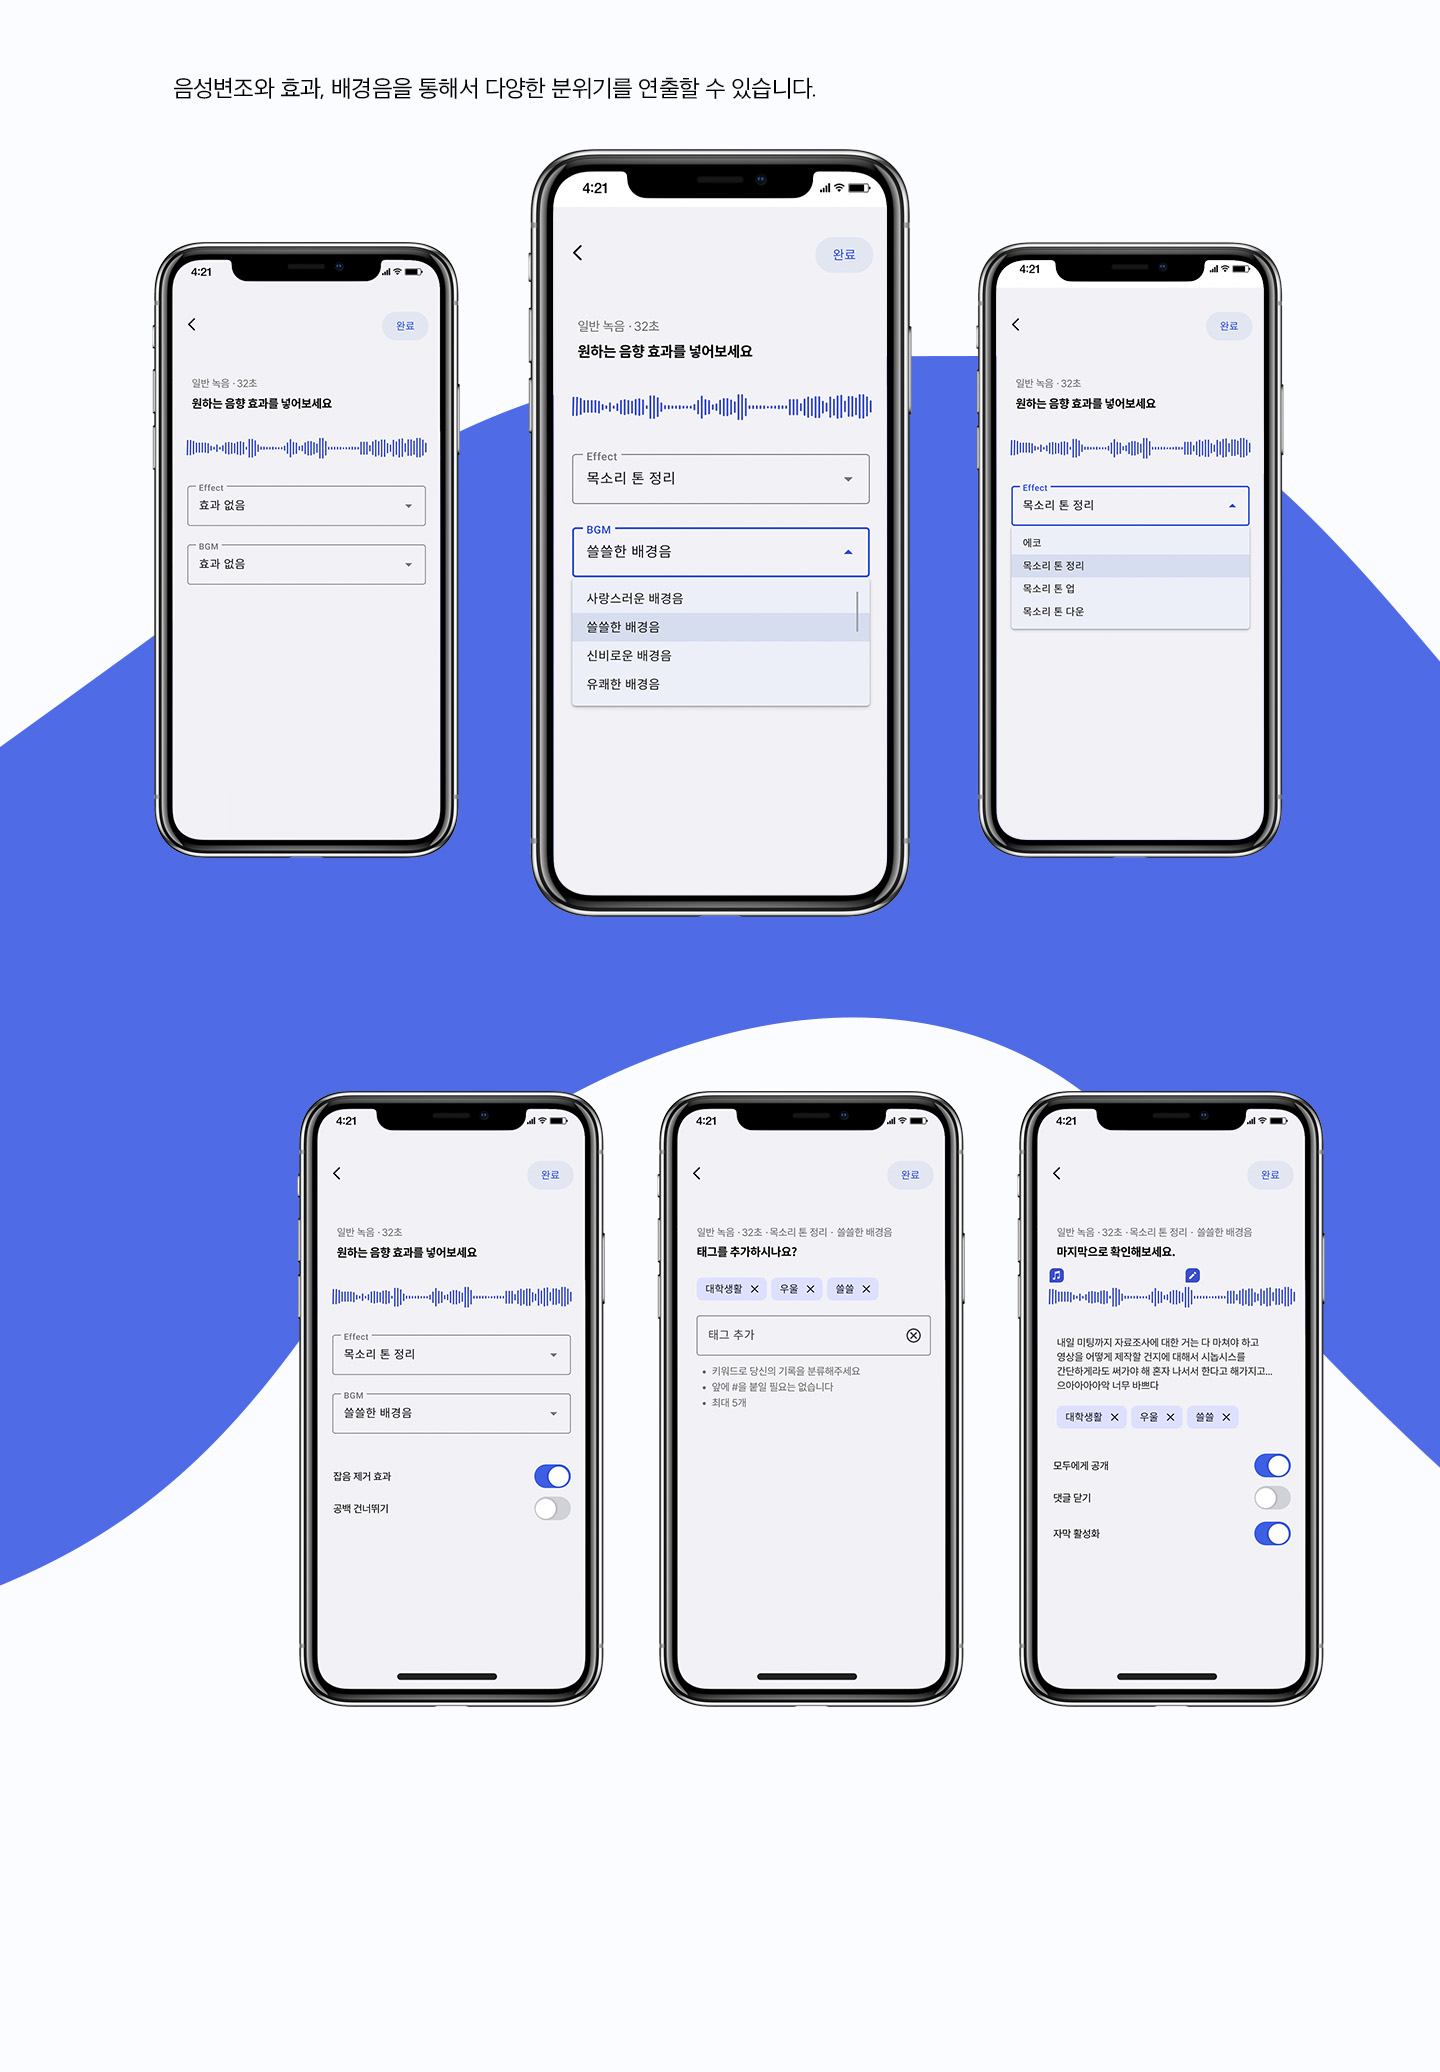 음성변조와 효과, 배경음을 통해서 다양한 분위기를 연출할 수 있습니다.
4:21
완료
일반 녹음 · 32초
원하는 음향 효과를 넣어보세요
Effect
효과 없음
BGM
효과 없음
4:21
완료
일반 녹음 · 32초
원하는 음향 효과를 넣어보세요
Effect
목소리 톤 정리
BGM
쓸쓸한 배경음
사랑스러운 배경음
쓸쓸한 배경음
신비로운 배경음
유쾌한 배경음
4:21
완료
일반 녹음 · 32초
원하는 음향 효과를 넣어보세요
Effect
목소리 톤 정리
에코
목소리 톤 정리
목소리 톤 업
목소리 톤 다운
4:21
완료
일반 녹음 · 32초
원하는 음향 효과를 넣어보세요
Effect
목소리 톤 정리
BGM
쓸쓸한 배경음
잡음 제거 효과
공백 건너뛰기
4:21
완료
일반 녹음 · 32초 · 목소리 톤 정리 · 쓸쓸한 배경음
태그를 추가하시나요?
대학생활 우울 쓸쓸
태그 추가
• 키워드로 당신의 기록을 분류해주세요
• 앞에 #을 붙일 필요는 없습니다
• 최대 5개
4:21
완료
일반 녹음 · 32초 · 목소리 톤 정리 · 쓸쓸한 배경음
마지막으로 확인해보세요.
내일 미팅까지 자료조사에 대한 거는 다 마쳐야 하고
영상을 어떻게 제작할 건지에 대해서 시놉시스를
간단하게라도 써가야 해 혼자 나서서 한다고 해가지고...
으아아아아악 너무 바쁘다
대학생활 우울 쓸쓸
모두에게 공개
댓글 닫기
자막 활성화